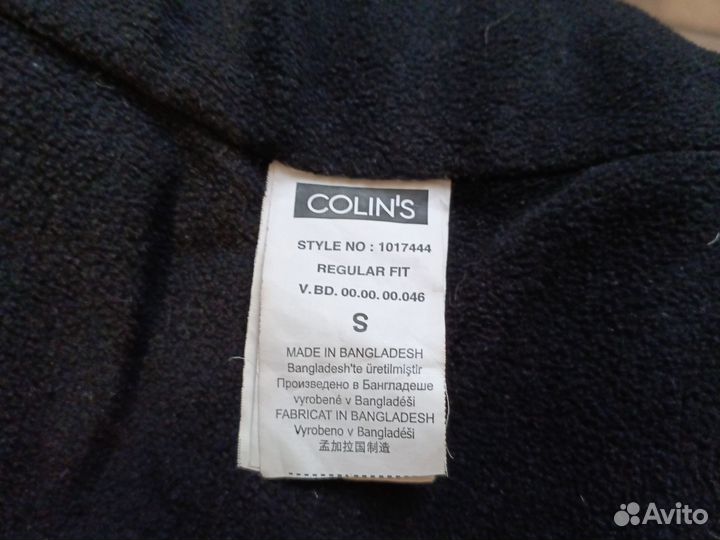 COLIN'S
STYLE NO : 1017444
REGULAR FIT
V. BD. 00.00. 00.046
S
MADE IN BANGLADESH
Bangladesh'te üretilmiştir
Произведено в Бангладеше
vyrobené v Bangladéši
FABRICAT IN BANGLADESH
Vyrobeno v Bangladéši
孟加拉国制造
Avito